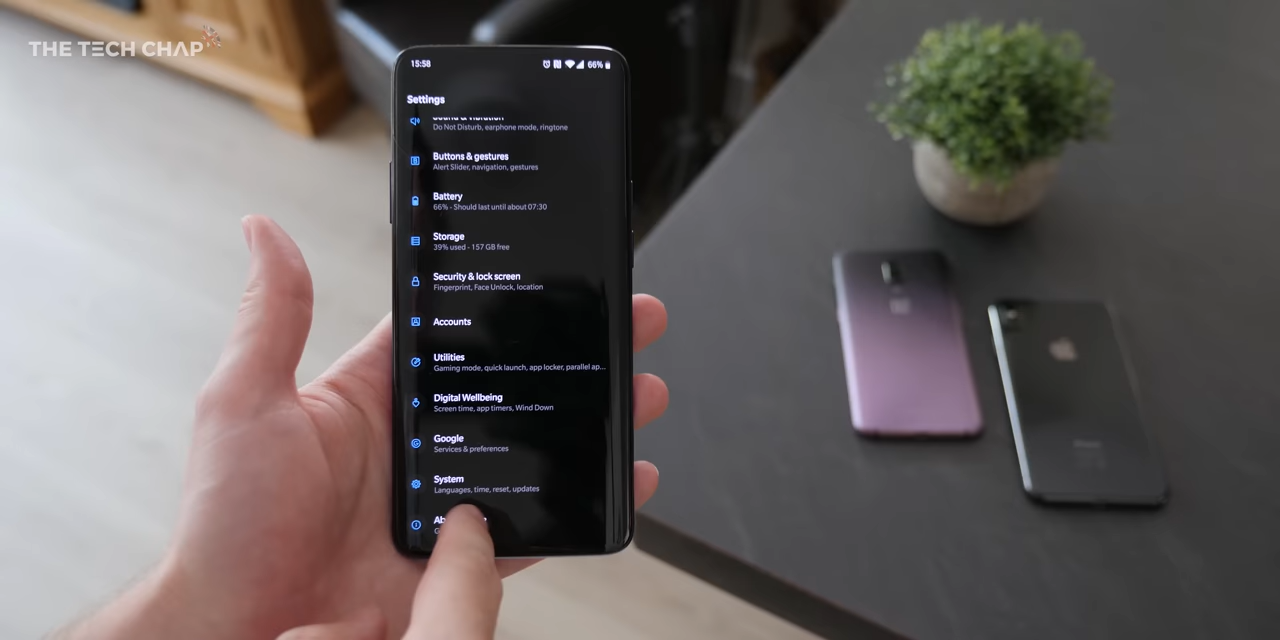 THE TECH CHAP
15:58
66%
Settings
Sound & vibration
Do Not Disturb, earphone mode, ringtone
Buttons & gestures
Alert Slider, navigation, gestures
Battery
66% - Should last until about 07:30
Storage
39% used - 157 GB free
Security & lock screen
Fingerprint, Face Unlock, location
Accounts
Utilities
Gaming mode, quick launch, app locker, parallel ap...
Digital Wellbeing
Screen time, app timers, Wind Down
Google
Services & preferences
System
Languages, time, reset, updates